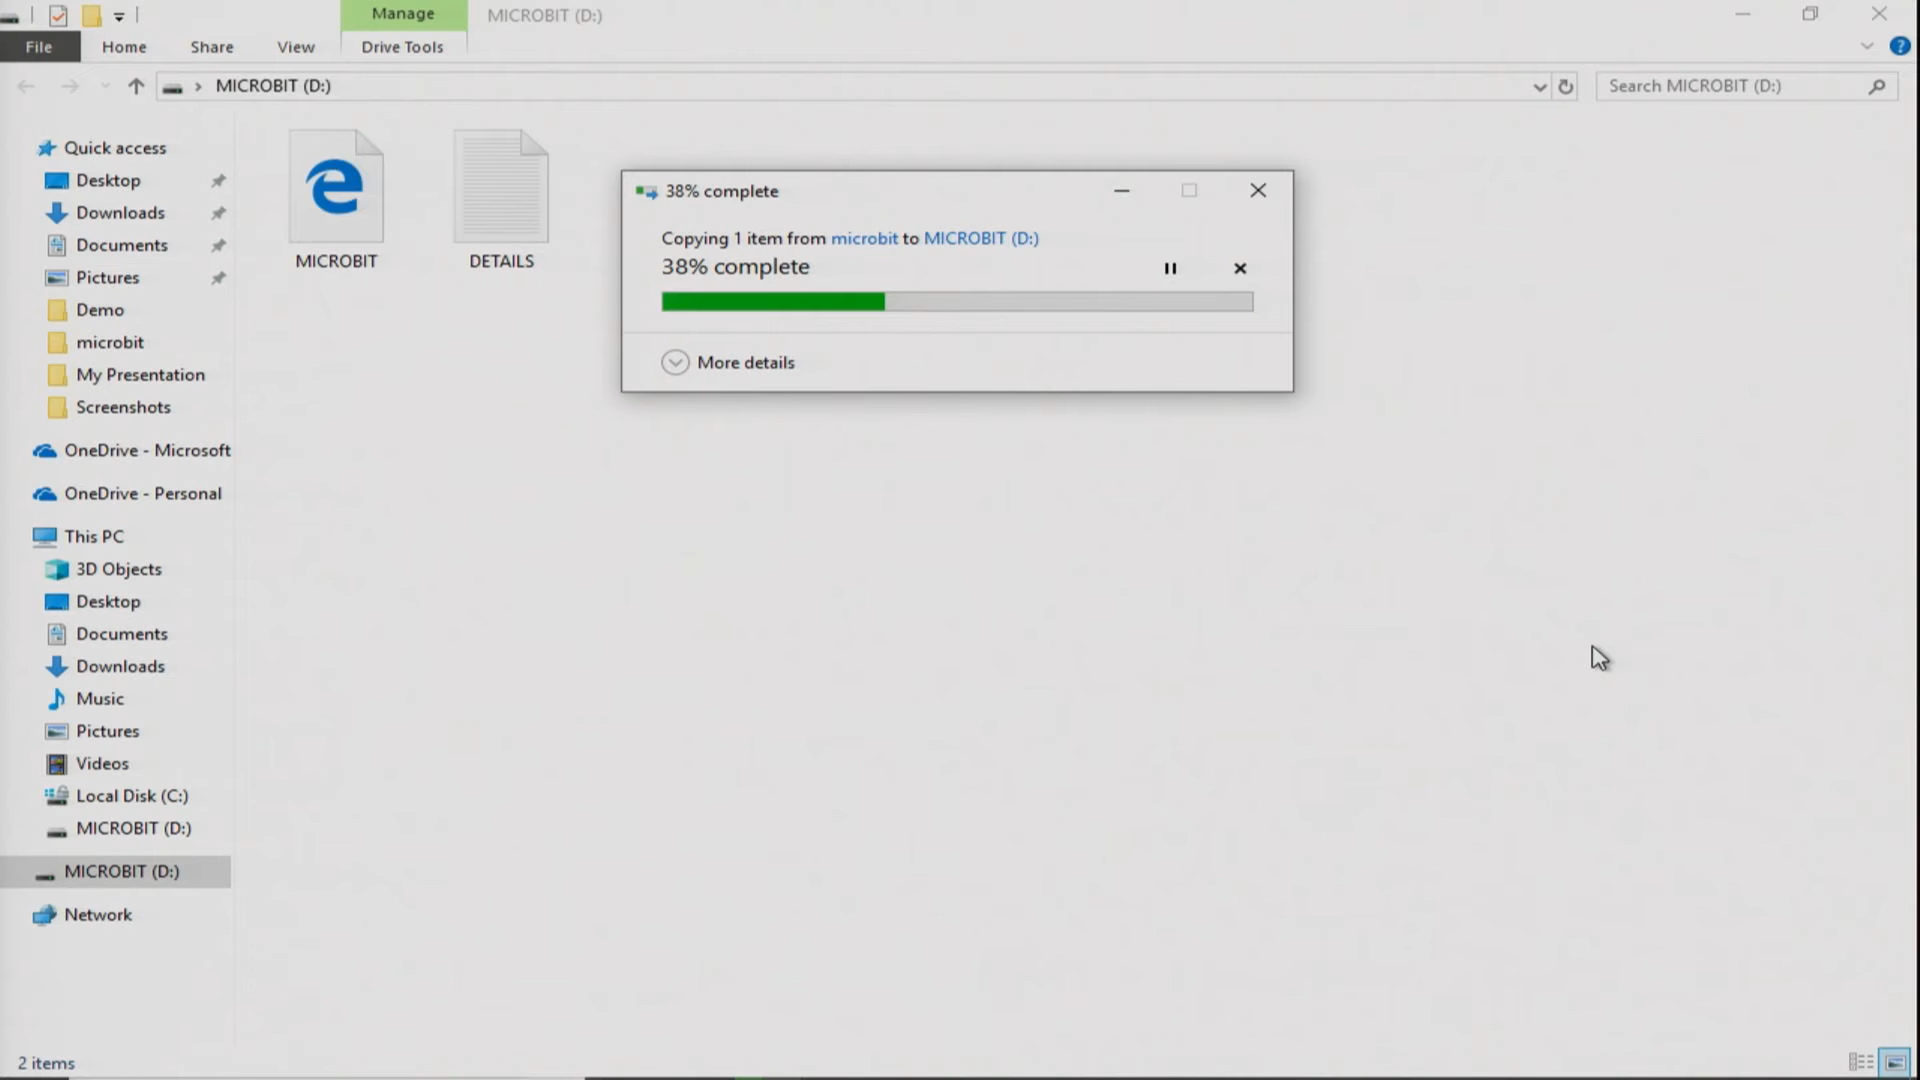 Manage
MICROBIT (D:)
File
Home
Share
View
Drive Tools
MICROBIT (D:)
Search MICROBIT (D:)
Quick access
Desktop
Downloads
Documents
Pictures
Demo
microbit
My Presentation
Screenshots
OneDrive - Microsoft
OneDrive - Personal
This PC
3D Objects
Desktop
Documents
Downloads
Music
Pictures
Videos
Local Disk (C:)
MICROBIT (D:)
MICROBIT (D:)
Network
MICROBIT
DETAILS
38% complete
Copying 1 item from microbit to MICROBIT (D:)
38% complete
More details
2 items